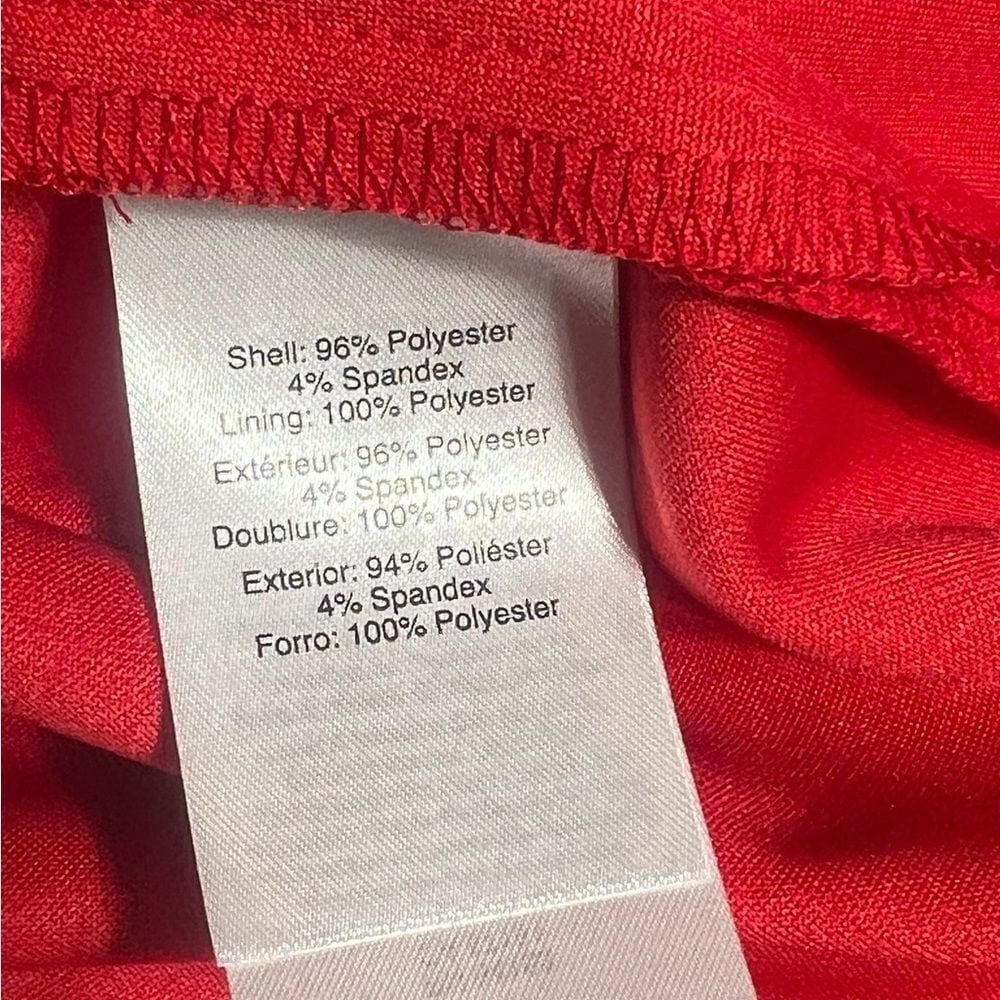 Shell: 96% Polyester
4% Spandex
Lining: 100% Polyester
Extérieur: 96% Polyester
4% Spandex
Doublure: 100% Polyester
Exterior: 94% Poliéster
4% Spandex
Forro: 100% Polyester